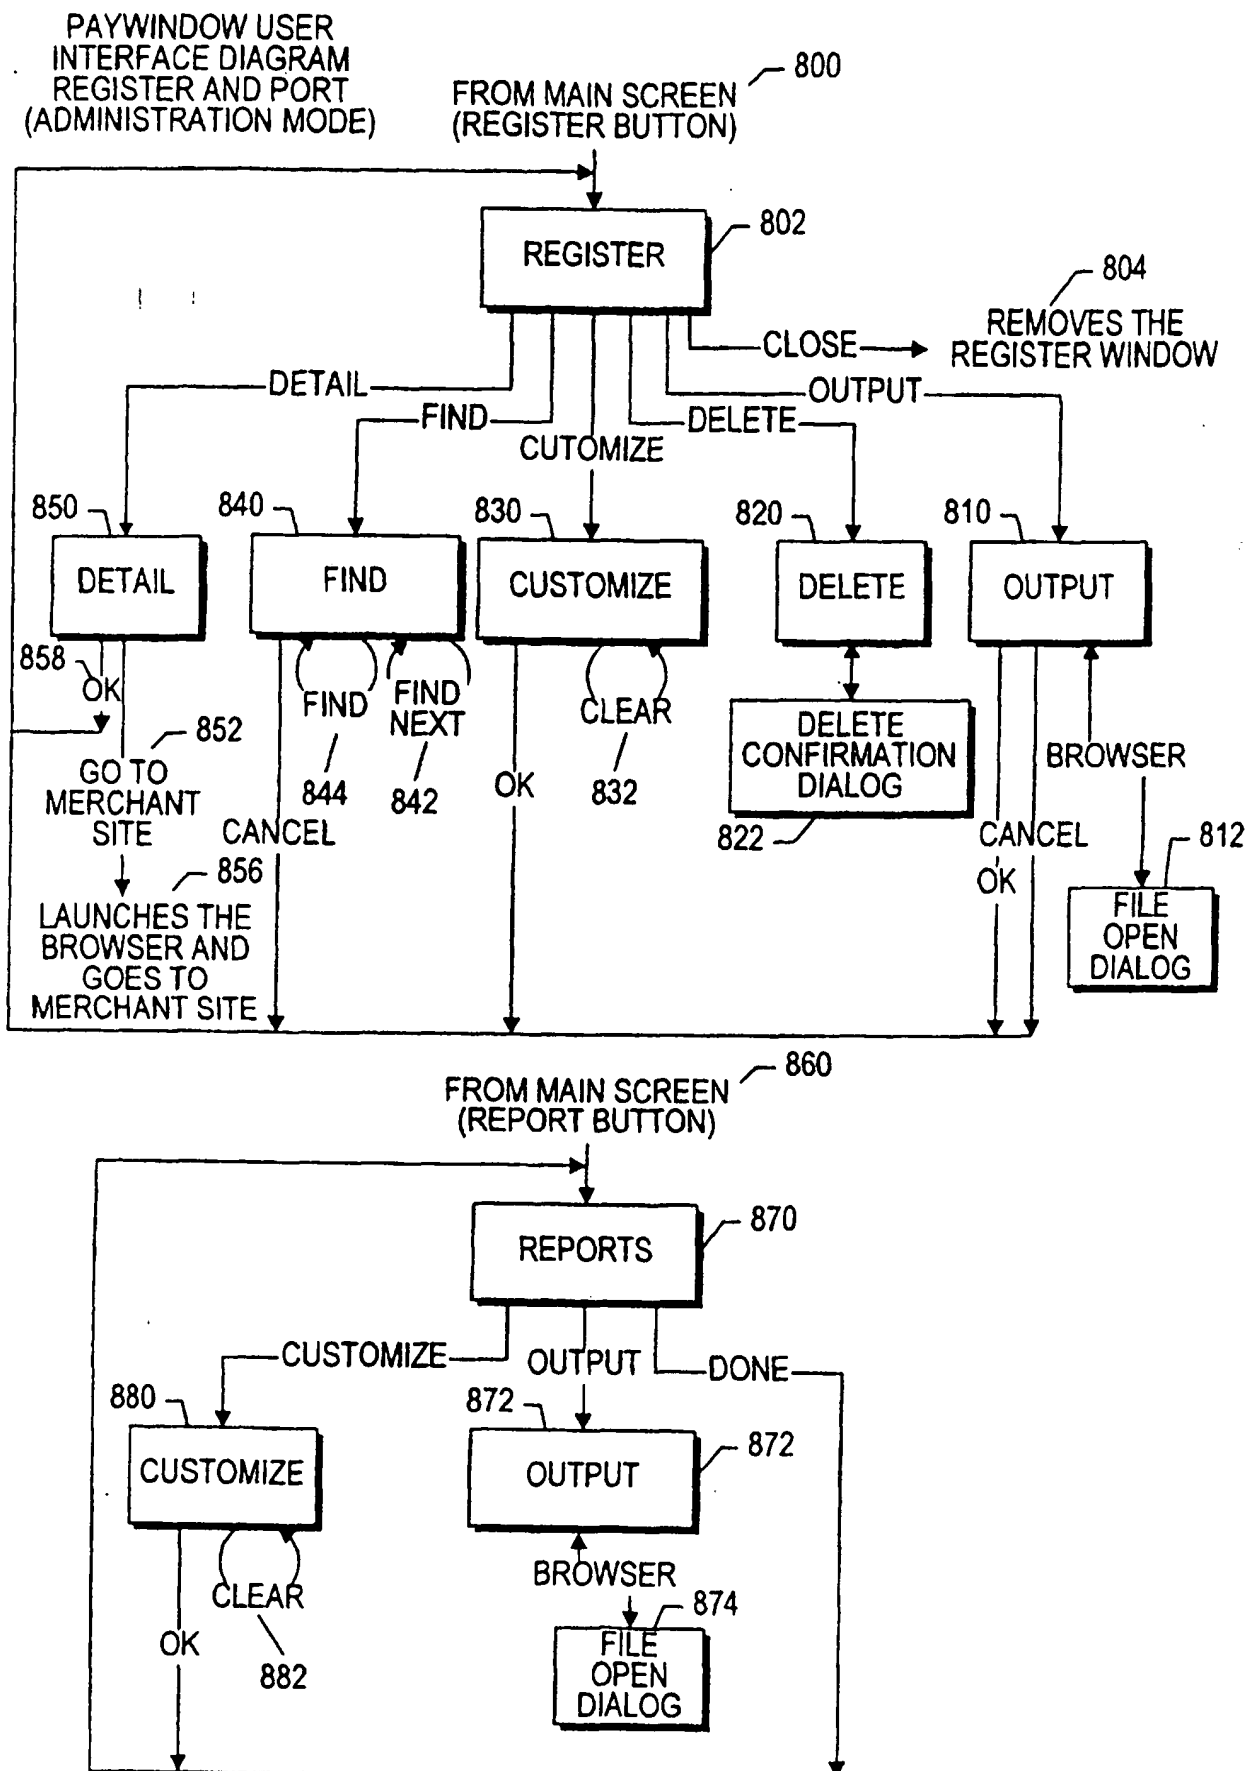 PAYWINDOW USER
INTERFACE DIAGRAM
REGISTER AND PORT
(ADMINISTRATION MODE)
800
FROM MAIN SCREEN
(REGISTER BUTTON)
802
REGISTER
804
REMOVES THE
REGISTER WINDOW
CLOSE
DETAIL
OUTPUT
FIND
DELETE
CUTOMIZE
850
840
830
820
810
DETAIL
FIND
CUSTOMIZE
DELETE
OUTPUT
858
OK
FIND
FIND
NEXT
CLEAR
DELETE
CONFIRMATION
DIALOG
BROWSER
852
GO TO
MERCHANT
SITE
844
842
OK
832
822
CANCEL
CANCEL
OK
812
FILE
OPEN
DIALOG
856
LAUNCHES THE
BROWSER AND
GOES TO
MERCHANT SITE
860
FROM MAIN SCREEN
(REPORT BUTTON)
870
REPORTS
CUSTOMIZE
OUTPUT
DONE
880
872
872
CUSTOMIZE
OUTPUT
CLEAR
BROWSER
OK
882
874
FILE
OPEN
DIALOG